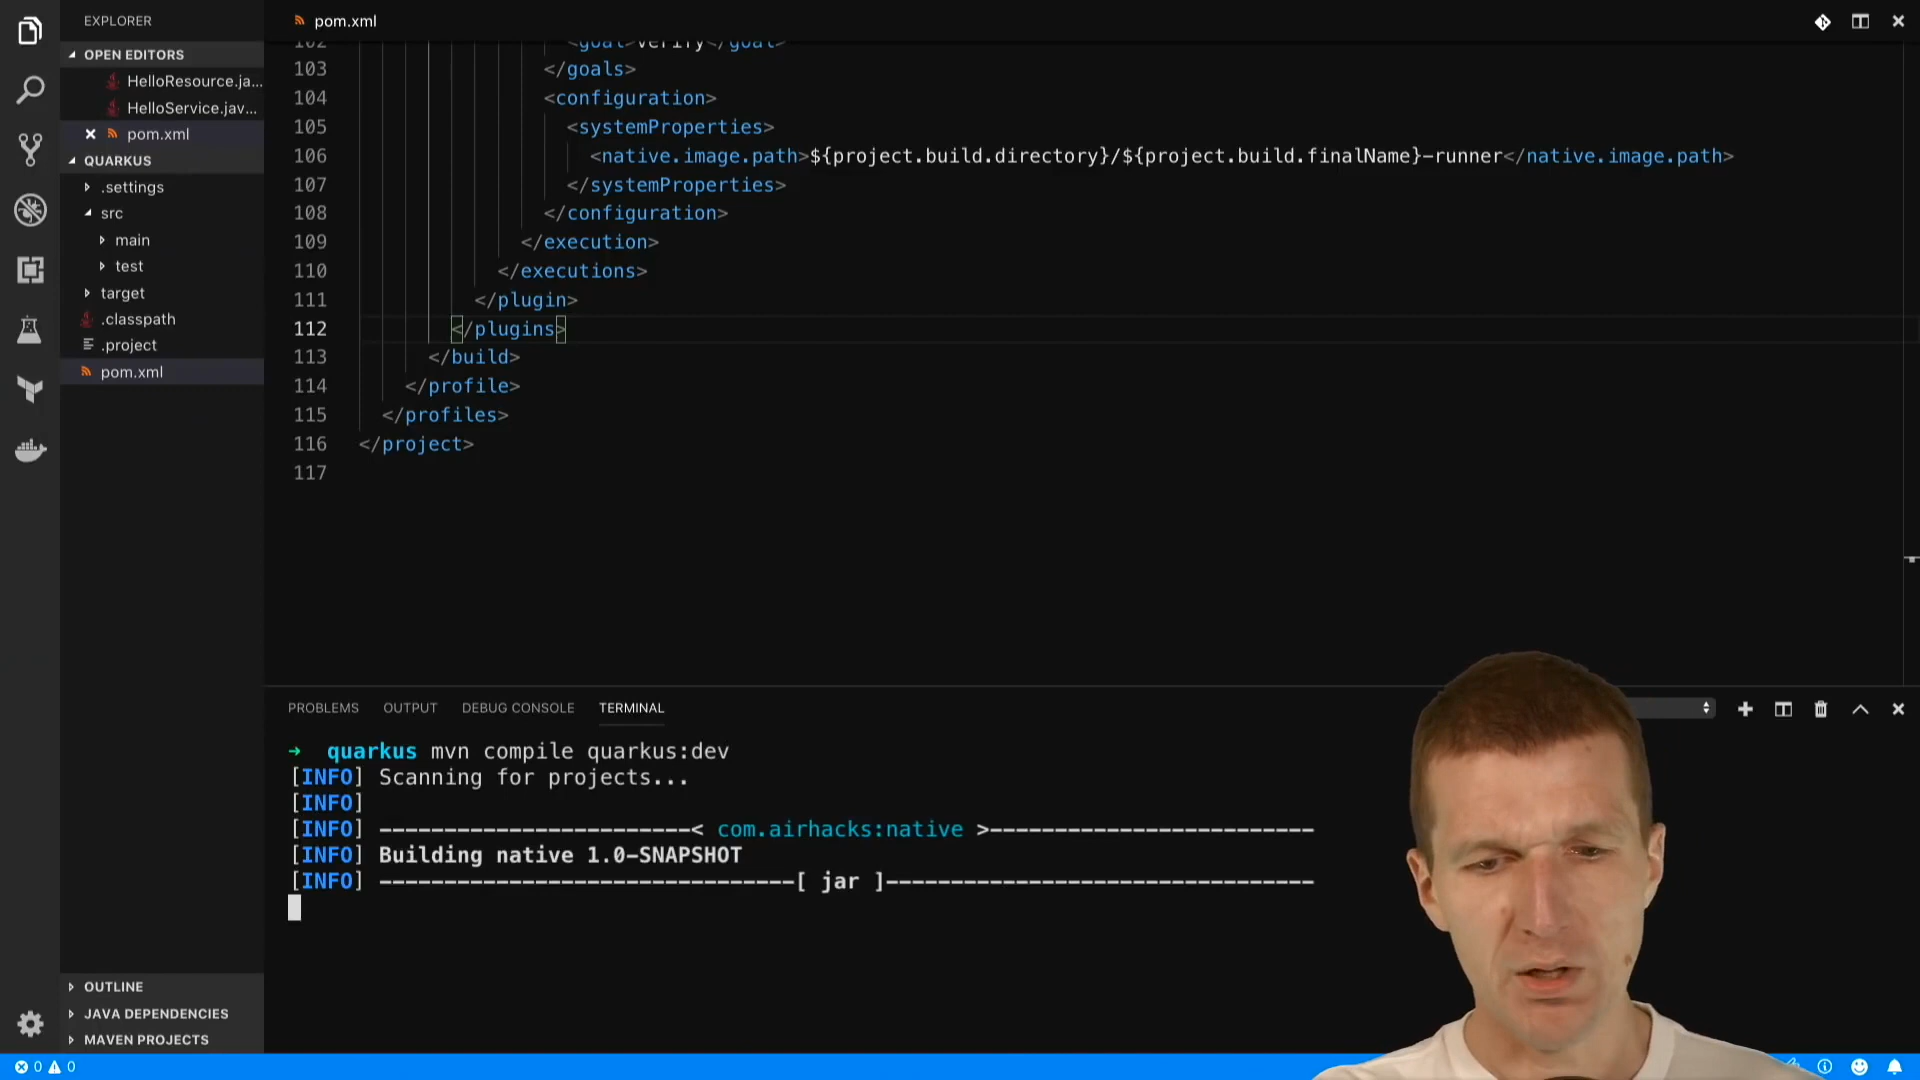 EXPLORER
OPEN EDITORS
HelloResource.ja...
HelloService.jav...
pom.xml
QUARKUS
.settings
src
main
test
target
.classpath
.project
pom.xml
OUTLINE
JAVA DEPENDENCIES
MAVEN PROJECTS
0 0
pom.xml
102 <goal>verify</goal>
103 </goals>
104 <configuration>
105 <systemProperties>
106 <native.image.path>${project.build.directory}/${project.build.finalName}-runner</native.image.path>
107 </systemProperties>
108 </configuration>
109 </execution>
110 </executions>
111 </plugin>
112 </plugins>
113 </build>
114 </profile>
115 </profiles>
116 </project>
117
PROBLEMS OUTPUT DEBUG CONSOLE TERMINAL
→ quarkus mvn compile quarkus:dev
[INFO] Scanning for projects...
[INFO]
[INFO] ------------------------< com.airhacks:native >-------------------------
[INFO] Building native 1.0-SNAPSHOT
[INFO] --------------------------------[ jar ]---------------------------------